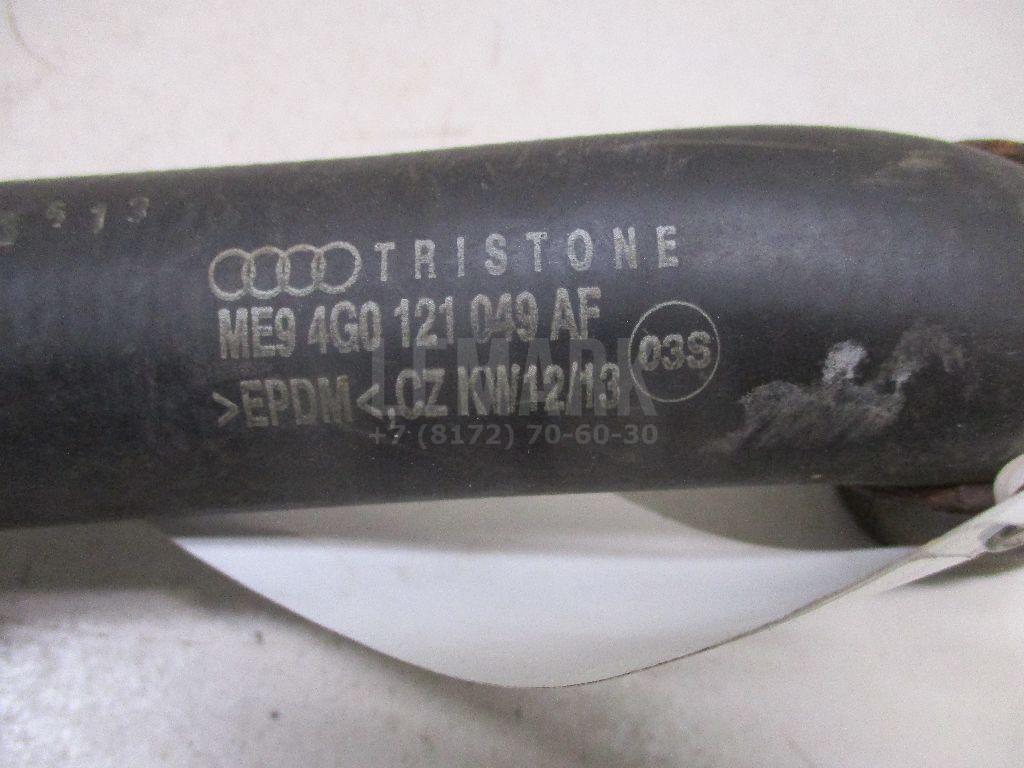 TRISTONE
ME9 4G0 121 049 AF
03S
>EPDM<,CZ KW12/13
LEMARK
+7 (8172) 70-60-30